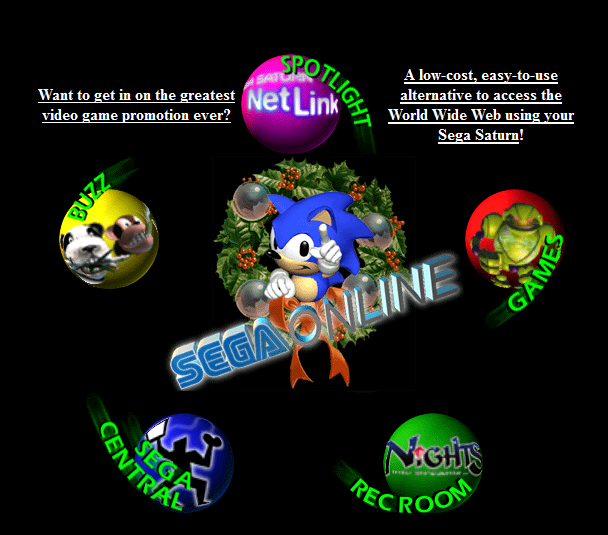 SPOTLIGHT
SATURN
NetLink
Want to get in on the greatest
video game promotion ever?
A low-cost, easy-to-use
alternative to access the
World Wide Web using your
Sega Saturn!
BUZZ
GAMES
SEGA ONLINE
SEGA
CENTRAL
NiGHTS
REC ROOM